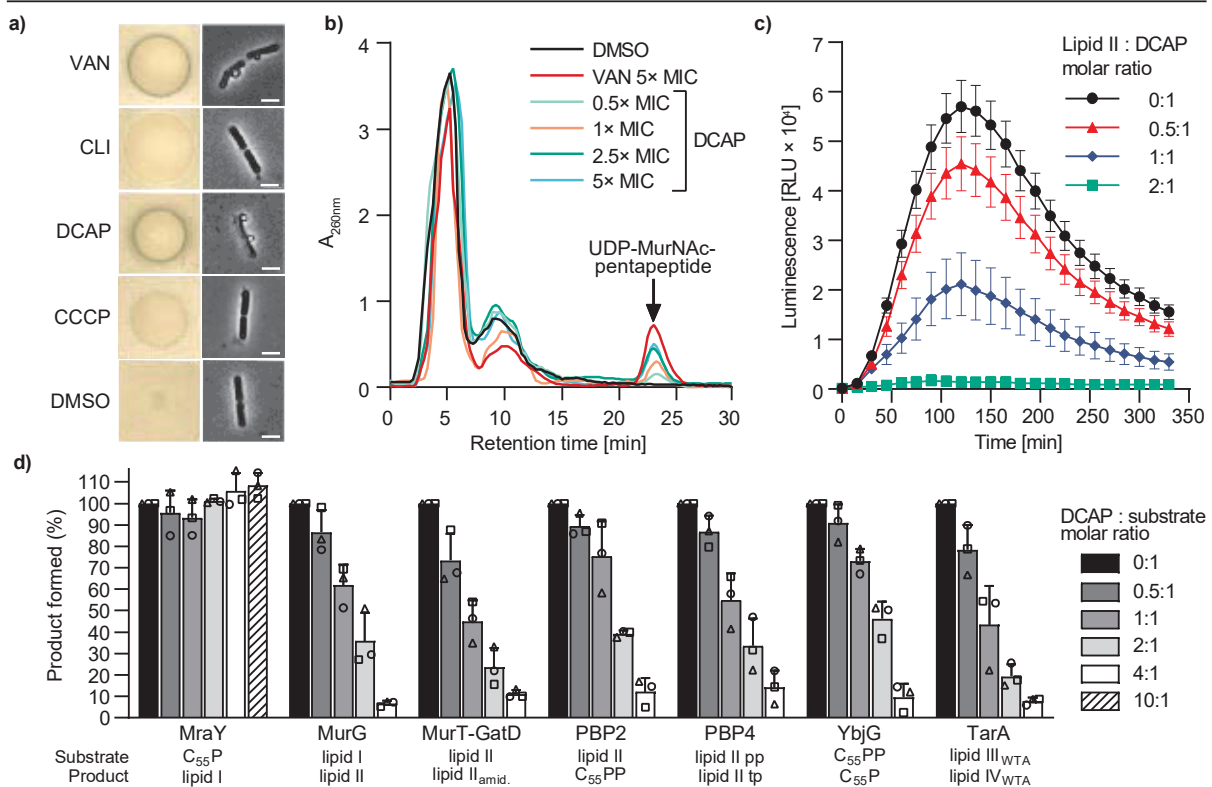 a)
VAN
CLI
DCAP
CCCP
DMSO
b)
A260nm
4
3
2
1
0
0 5 10 15 20 25 30
Retention time [min]
DMSO
VAN 5× MIC
0.5× MIC
1× MIC
2.5× MIC
5× MIC
DCAP
UDP-MurNAc-
pentapeptide
c)
Luminescence [RLU × 10⁴)
7
6
5
4
3
2
1
0
0 50 100 150 200 250 300 350
Time [min]
Lipid II : DCAP
molar ratio
0:1
0.5:1
1:1
2:1
d)
Product formed (%)
110
100
90
80
70
60
50
40
30
20
10
0
MraY MurG MurT-GatD PBP2 PBP4 YbjG TarA
Substrate C₅₅P lipid I lipid II lipid II lipid II pp C₅₅PP lipid III WTA
Product lipid I lipid II lipid II amid. C₅₅PP lipid II tp C₅₅P lipid IV WTA
DCAP : substrate
molar ratio
0:1
0.5:1
1:1
2:1
4:1
10:1